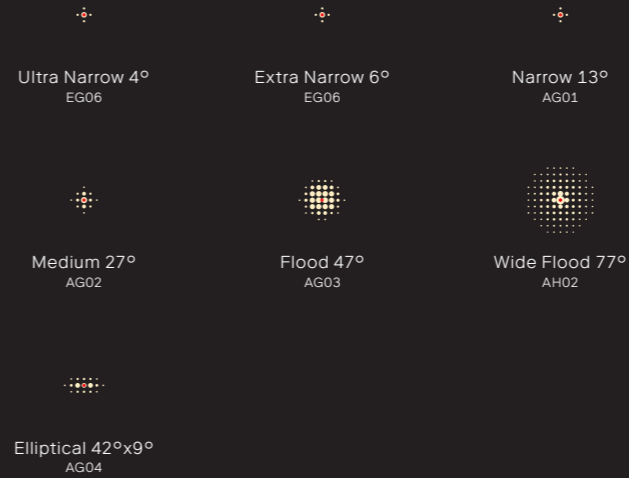 Ultra Narrow 4°
EG06
Extra Narrow 6°
EG06
Narrow 13°
AG01
Medium 27°
AG02
Flood 47°
AG03
Wide Flood 77°
AH02
Elliptical 42°x9°
AG04